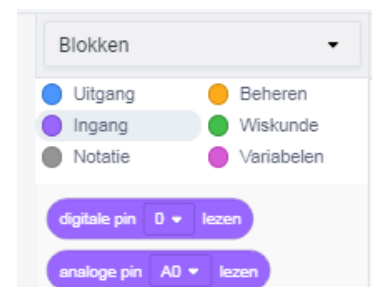 Blokken
Uitgang Beheren
Ingang Wiskunde
Notatie Variabelen
digitale pin 0 lezen
analoge pin A0 lezen